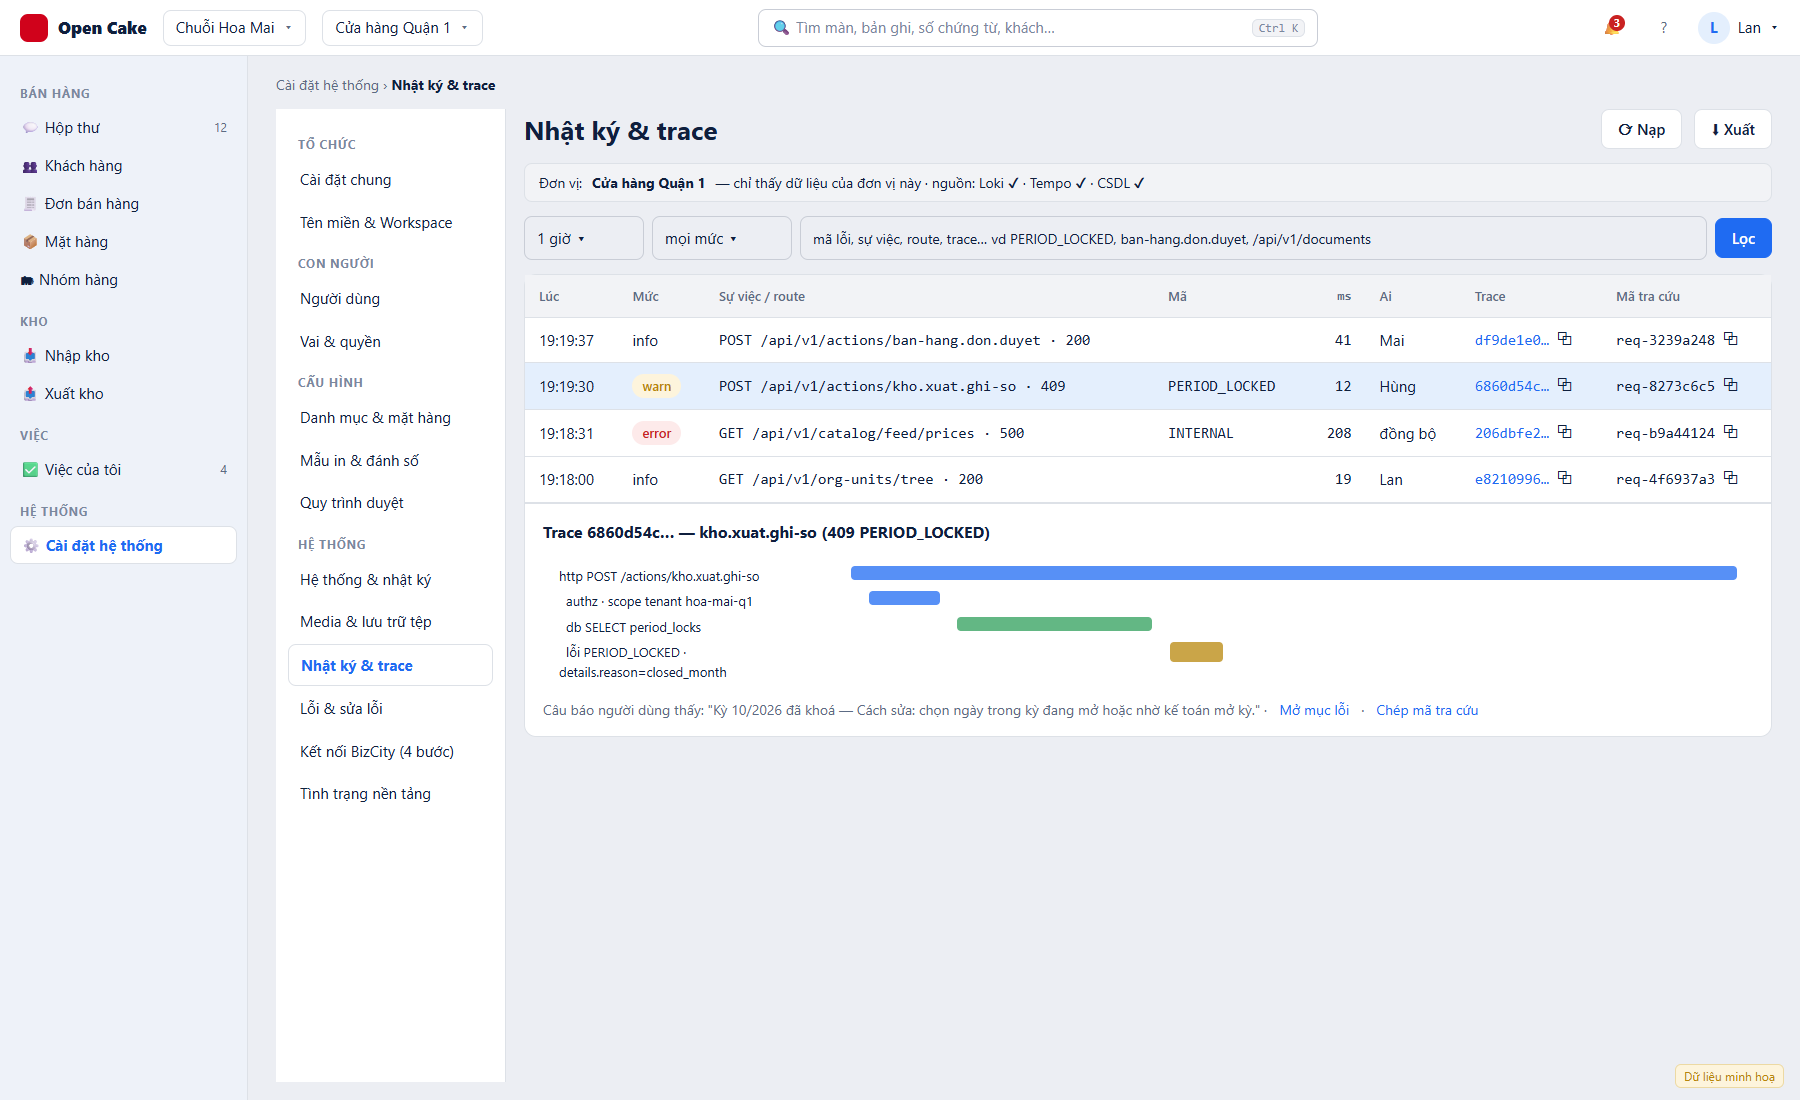 Open Cake
Chuỗi Hoa Mai
Cửa hàng Quận 1
Tìm màn, bản ghi, số chứng từ, khách...
Ctrl K
3
?
L
Lan
BÁN HÀNG
Hộp thư 12
Khách hàng
Đơn bán hàng
Mặt hàng
Nhóm hàng
KHO
Nhập kho
Xuất kho
VIỆC
Việc của tôi 4
HỆ THỐNG
Cài đặt hệ thống
Cài đặt hệ thống › Nhật ký & trace
TỔ CHỨC
Cài đặt chung
Tên miền & Workspace
CON NGƯỜI
Người dùng
Vai & quyền
CẤU HÌNH
Danh mục & mặt hàng
Mẫu in & đánh số
Quy trình duyệt
HỆ THỐNG
Hệ thống & nhật ký
Media & lưu trữ tệp
Nhật ký & trace
Lỗi & sửa lỗi
Kết nối BizCity (4 bước)
Tình trạng nền tảng
Nhật ký & trace
⟳ Nạp
⬇ Xuất
Đơn vị: Cửa hàng Quận 1 — chỉ thấy dữ liệu của đơn vị này · nguồn: Loki ✓ · Tempo ✓ · CSDL ✓
1 giờ ▾
mọi mức ▾
mã lỗi, sự việc, route, trace... vd PERIOD_LOCKED, ban-hang.don.duyet, /api/v1/documents
Lọc
Lúc Mức Sự việc / route Mã ms Ai Trace Mã tra cứu
19:19:37 info POST /api/v1/actions/ban-hang.don.duyet · 200 41 Mai df9de1e0… req-3239a248
19:19:30 warn POST /api/v1/actions/kho.xuat.ghi-so · 409 PERIOD_LOCKED 12 Hùng 6860d54c… req-8273c6c5
19:18:31 error GET /api/v1/catalog/feed/prices · 500 INTERNAL 208 đồng bộ 206dbfe2… req-b9a44124
19:18:00 info GET /api/v1/org-units/tree · 200 19 Lan e8210996… req-4f6937a3
Trace 6860d54c... — kho.xuat.ghi-so (409 PERIOD_LOCKED)
http POST /actions/kho.xuat.ghi-so
authz · scope tenant hoa-mai-q1
db SELECT period_locks
lỗi PERIOD_LOCKED ·
details.reason=closed_month
Câu báo người dùng thấy: "Kỳ 10/2026 đã khoá — Cách sửa: chọn ngày trong kỳ đang mở hoặc nhờ kế toán mở kỳ." · Mở mục lỗi · Chép mã tra cứu
Dữ liệu minh hoạ